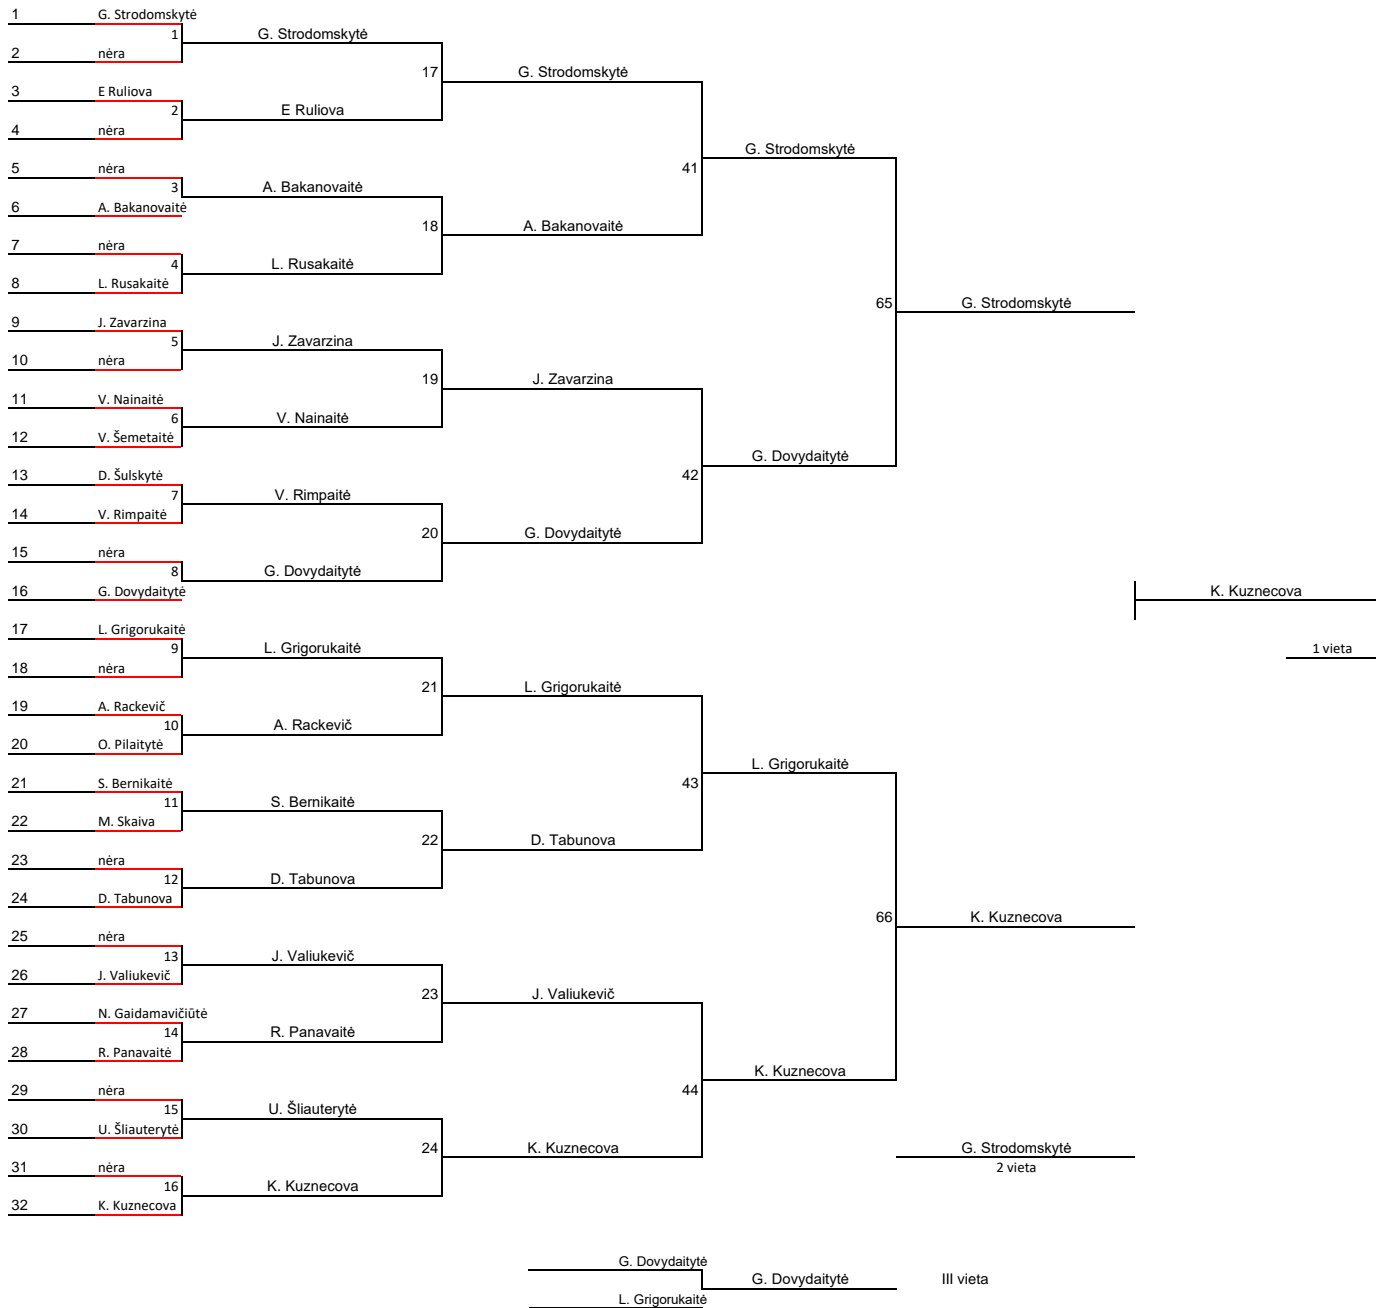 1 G. Strodomskytė
1 G. Strodomskytė
2 nėra
17 G. Strodomskytė
3 E Ruliova
2 E Ruliova
4 nėra
G. Strodomskytė
5 nėra
41
3 A. Bakanovaitė
6 A. Bakanovaitė
18 A. Bakanovaitė
7 nėra
4 L. Rusakaitė
8 L. Rusakaitė
65 G. Strodomskytė
9 J. Zavarzina
5 J. Zavarzina
10 nėra
19 J. Zavarzina
11 V. Nainaitė
6 V. Nainaitė
12 V. Šemetaitė
G. Dovydaitytė
13 D. Šulskytė
42
7 V. Rimpaitė
14 V. Rimpaitė
20 G. Dovydaitytė
15 nėra
8 G. Dovydaitytė
16 G. Dovydaitytė
K. Kuznecova
17 L. Grigorukaitė
9 L. Grigorukaitė
1 vieta
18 nėra
21 L. Grigorukaitė
19 A. Rackevič
10 A. Rackevič
20 O. Pilaitytė
L. Grigorukaitė
21 S. Bernikaitė
43
11 S. Bernikaitė
22 M. Skaiva
22 D. Tabunova
23 nėra
12 D. Tabunova
24 D. Tabunova
66 K. Kuznecova
25 nėra
13 J. Valiukevič
26 J. Valiukevič
23 J. Valiukevič
27 N. Gaidamavičiūtė
14 R. Panavaitė
28 R. Panavaitė
K. Kuznecova
29 nėra
44
15 U. Šliauterytė
30 U. Šliauterytė
24 K. Kuznecova
G. Strodomskytė
31 nėra
2 vieta
16 K. Kuznecova
32 K. Kuznecova
G. Dovydaitytė
G. Dovydaitytė III vieta
L. Grigorukaitė